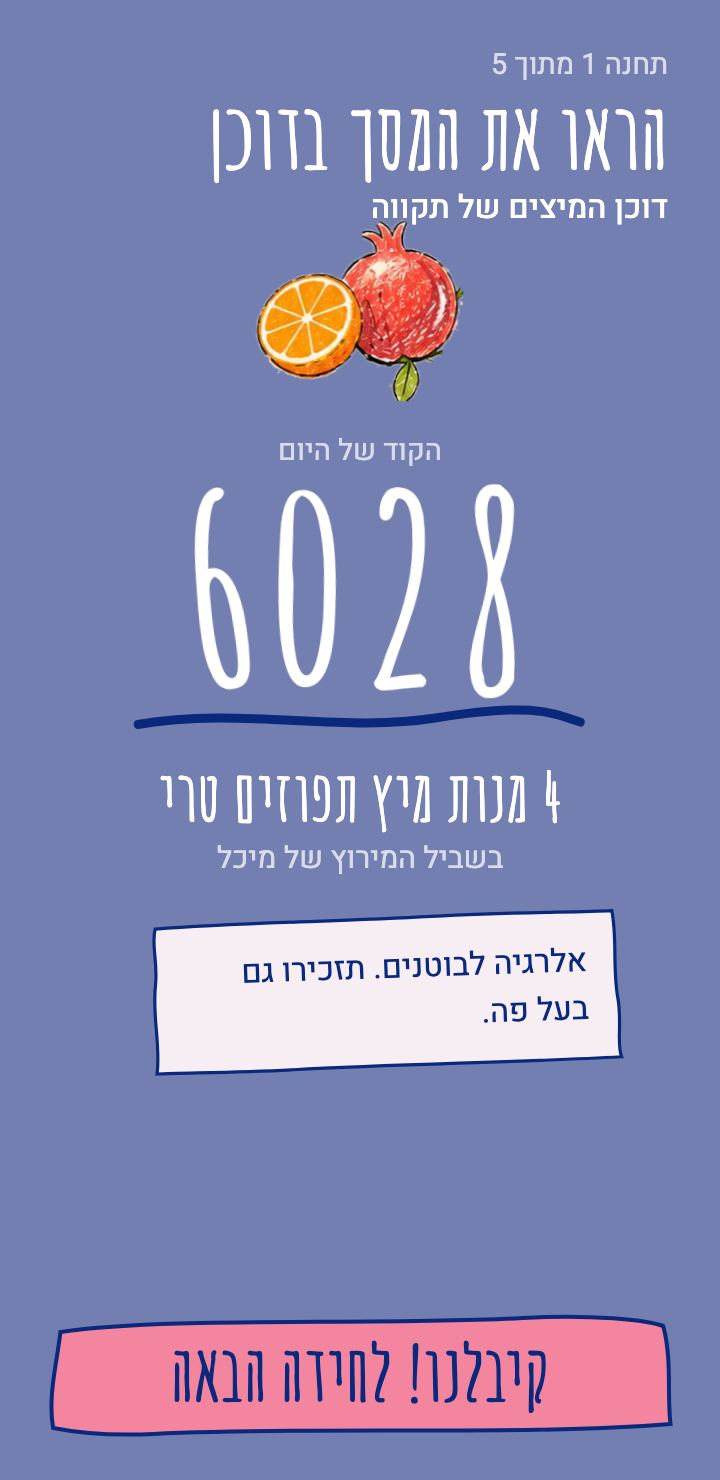 תחנה 1 מתוך 5
הראו את המסך בדוכן
דוכן המיצים של תקווה
הקוד של היום
6028
4 מנות מיץ תפוזים טרי
בשביל המירוץ של מיכל
אלרגיה לבוטנים. תזכירו גם
בעל פה.
קיבלנו! לחידה הבאה